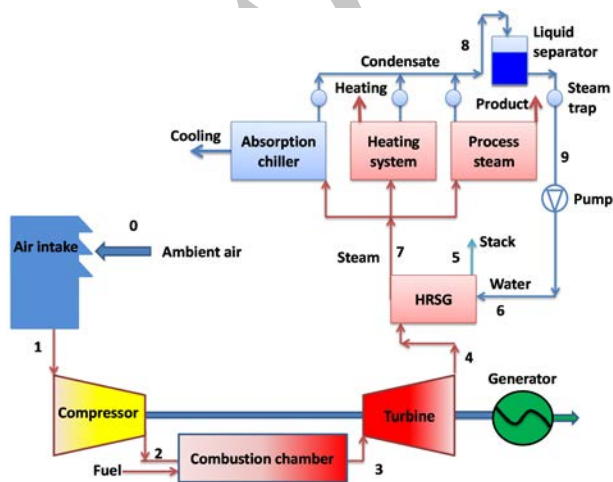 8
Liquid
separator
Condensate
Heating
Steam
trap
Product
Cooling
Absorption
chiller
Heating
system
Process
steam
9
Pump
0
Air intake
Ambient air
Steam
7
5
Stack
HRSG
Water
6
1
4
Generator
Compressor
Turbine
2
Fuel
Combustion chamber
3